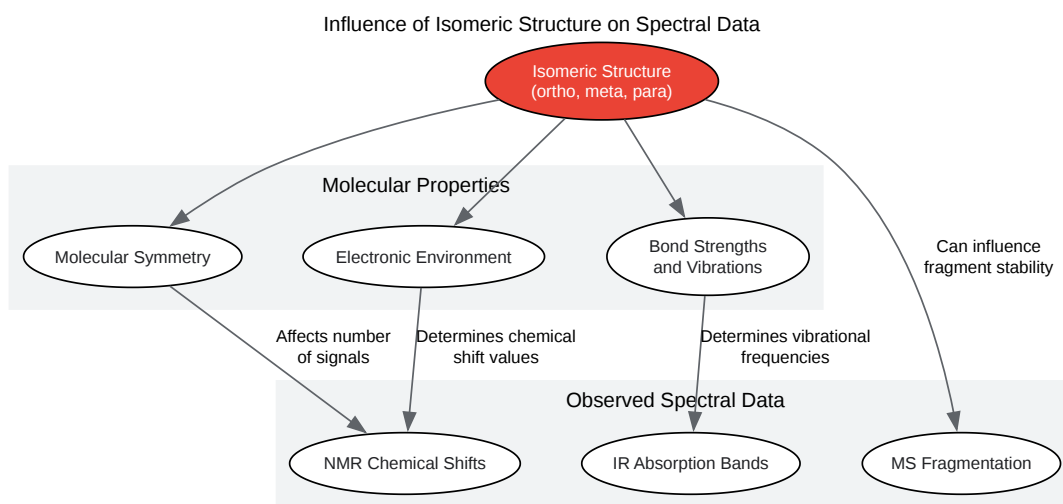 Influence of Isomeric Structure on Spectral Data
Isomeric Structure
(ortho, meta, para)
Molecular Properties
Molecular Symmetry
Electronic Environment
Bond Strengths
and Vibrations
Can influence
fragment stability
Affects number
of signals
Determines chemical
shift values
Determines vibrational
frequencies
Observed Spectral Data
NMR Chemical Shifts
IR Absorption Bands
MS Fragmentation